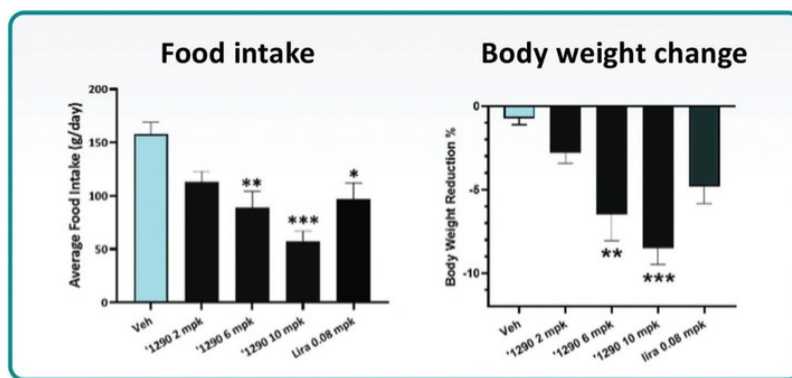 Food intake
Average Food Intake (g/day)
200
150
100
50
0
**
***
*
Veh
'1290 2 mpk
'1290 6 mpk
'1290 10 mpk
Lira 0.08 mpk
Body weight change
Body Weight Reduction %
0
-5
-10
**
***
Veh
'1290 2 mpk
'1290 6 mpk
'1290 10 mpk
lira 0.08 mpk